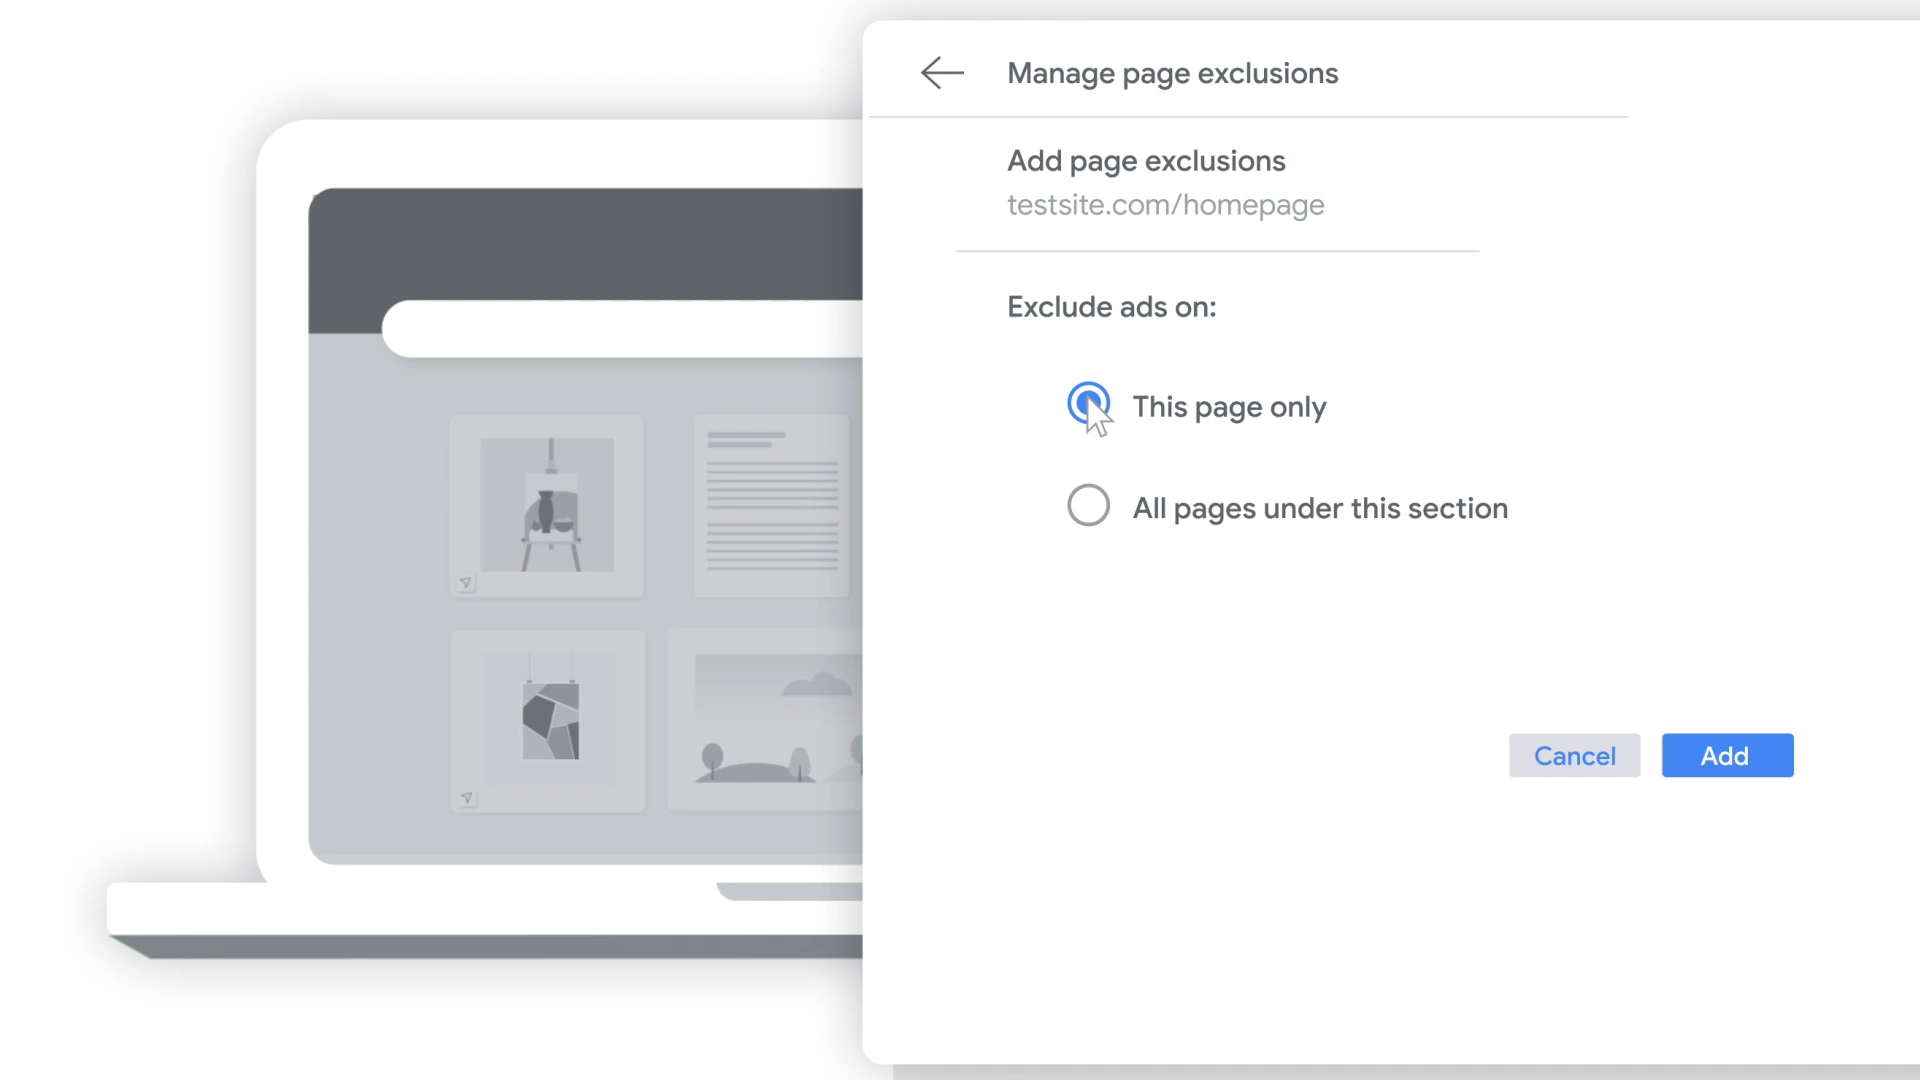 Manage page exclusions
Add page exclusions
testsite.com/homepage
Exclude ads on:
This page only
All pages under this section
Cancel
Add